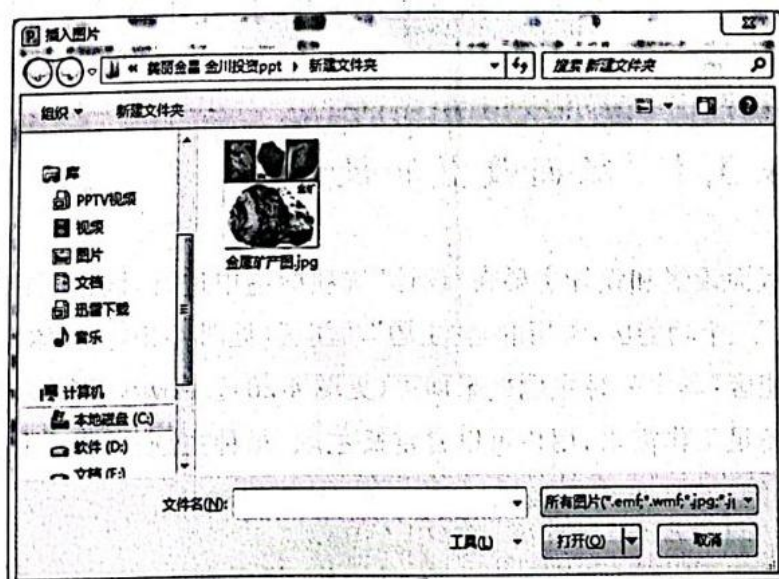 插入图片
« 美丽金昌 金川投资ppt ▸ 新建文件夹
搜索 新建文件夹
组织 ▾ 新建文件夹
库
PPTV视频
视频
图片
文档
迅雷下载
音乐
计算机
本地磁盘 (C:)
软件 (D:)
文档 (E:)
金矿
金属矿产图.jpg
文件名(N):
所有图片(*.emf;*.wmf;*.jpg;*.j
工具(L)
打开(O)
取消